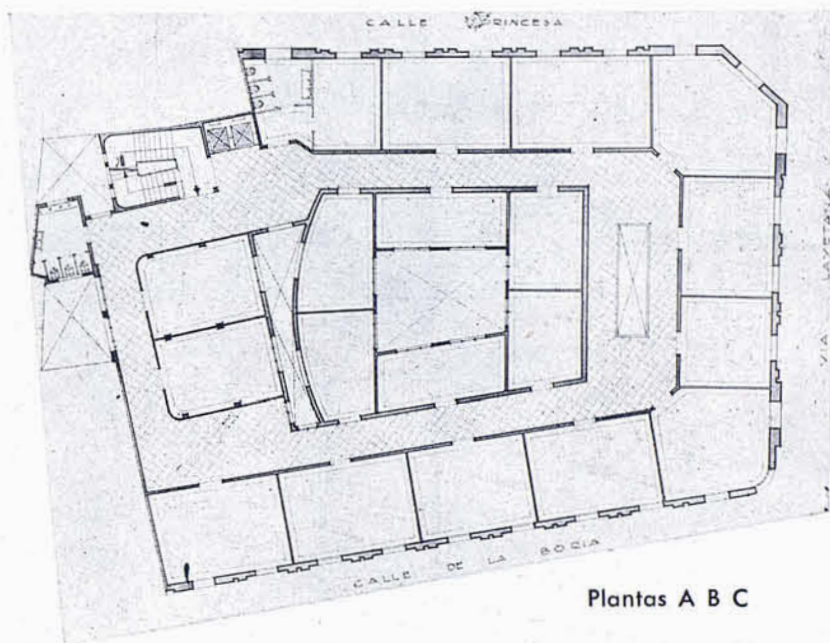 CALLE PRINCESA
VIA LAYETANA
CALLE DE LA BORIA
Plantas A B C